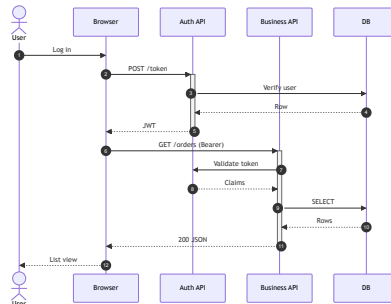 Browser
Auth API
Business API
DB
User
1
Log in
2
POST /token
3
Verify user
Row
4
JWT
5
6
GET /orders (Bearer)
Validate token
7
8
Claims
9
SELECT
Rows
10
200 JSON
11
List view
12
Browser
Auth API
Business API
DB
User